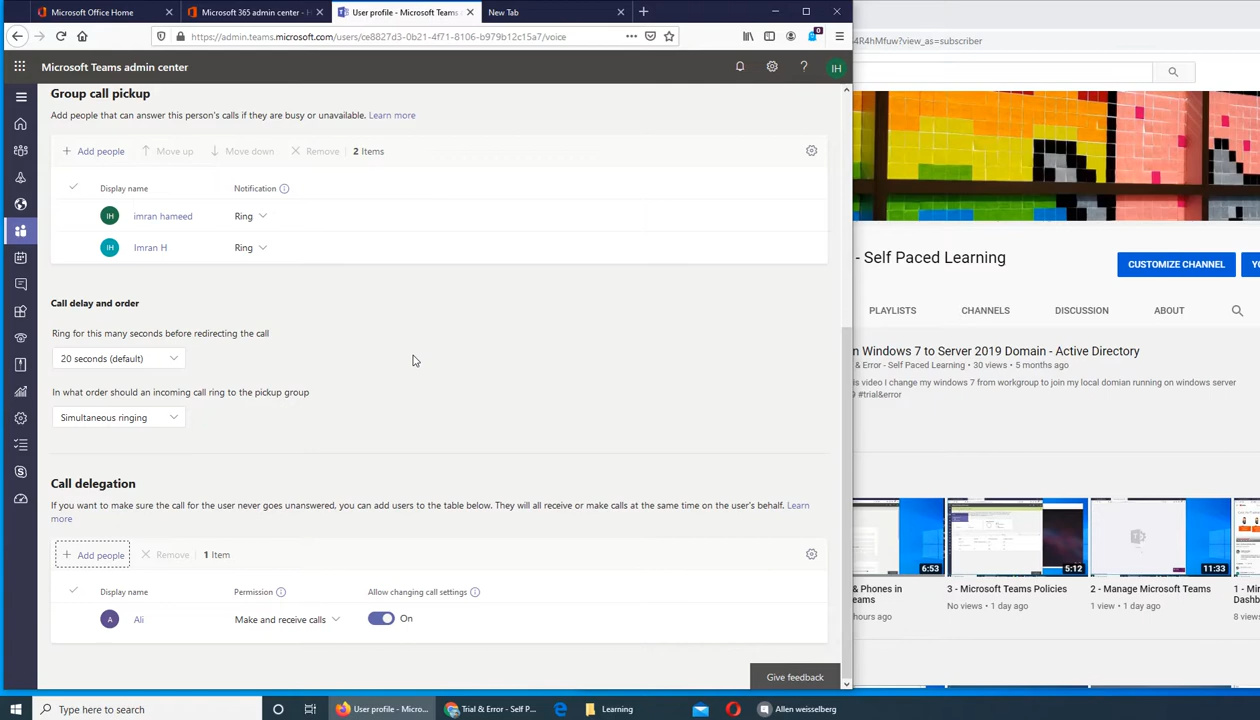 Microsoft Office Home
Microsoft 365 admin center - H
User profile - Microsoft Teams a
New Tab
https://admin.teams.microsoft.com/users/ce8827d3-0b21-4f71-8106-b979b12c15a7/voice
0
4R4hMfuw?view_as=subscriber
Microsoft Teams admin center
IH
Group call pickup
Add people that can answer this person's calls if they are busy or unavailable. Learn more
Add people Move up Move down Remove 2 Items
Display name Notification
IH imran hameed Ring
IH Imran H Ring
Call delay and order
Ring for this many seconds before redirecting the call
20 seconds (default)
In what order should an incoming call ring to the pickup group
Simultaneous ringing
Call delegation
If you want to make sure the call for the user never goes unanswered, you can add users to the table below. They will all receive or make calls at the same time on the user's behalf. Learn
more
Add people Remove 1 Item
Display name Permission Allow changing call settings
A Ali Make and receive calls On
Give feedback
- Self Paced Learning
CUSTOMIZE CHANNEL
YO
PLAYLISTS CHANNELS DISCUSSION ABOUT
n Windows 7 to Server 2019 Domain - Active Directory
& Error - Self Paced Learning • 30 views • 5 months ago
is video I change my windows 7 from workgroup to join my local domian running on windows server
9 #trial&error
6:53
5:12
11:33
& Phones in
eams
hours ago
3 - Microsoft Teams Policies
No views • 1 day ago
2 - Manage Microsoft Teams
1 view • 1 day ago
1 - Mi
Dashb
8 views
Type here to search
User profile - Micro...
Trial & Error - Self P...
Learning
Allen weisselberg